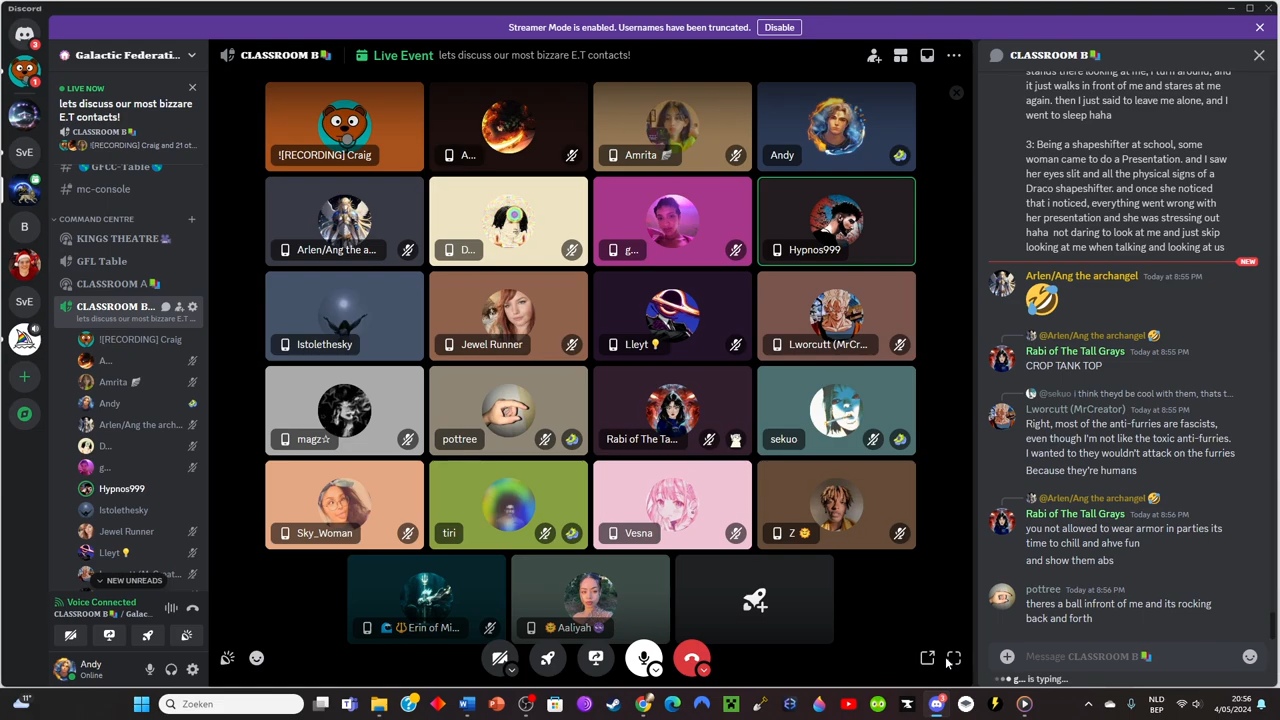 Discord
Streamer Mode is enabled. Usernames have been truncated.
Disable
Galactic Federati...
CLASSROOM B
Live Event
lets discuss our most bizzare E.T contacts!
CLASSROOM B
LIVE NOW
lets discuss our most bizzare
E.T contacts!
CLASSROOM B
![RECORDING] Craig and 21 ot...
GFCC-Table
mc-console
COMMAND CENTRE
KINGS THEATRE
GFL Table
CLASSROOM A
CLASSROOM B...
lets discuss our most bizzare E.T ...
![RECORDING] Craig
A...
Amrita
Andy
Arlen/Ang the arch...
D...
g...
Hypnos999
Istolethesky
Jewel Runner
Lleyt
NEW UNREADS
Voice Connected
CLASSROOM B / Galac...
Andy
Online
SvE
B
SvE
3
1
![RECORDING] Craig
A...
Amrita
Andy
Arlen/Ang the a...
D...
g...
Hypnos999
Istolethesky
Jewel Runner
Lleyt
Lworcutt (MrCr...
magz☆
pottree
Rabi of The Ta...
sekuo
Sky_Woman
tiri
Vesna
Z
Erin of Mi...
Aaliyah
stands there looking at me, I turn around, and
it just walks in front of me and stares at me
again. then I just said to leave me alone, and I
went to sleep haha
3: Being a shapeshifter at school, some
woman came to do a Presentation. and I saw
her eyes slit and all the physical signs of a
Draco shapeshifter. and once she noticed
that i noticed, everything went wrong with
her presentation and she was stressing out
haha not daring to look at me and just skip
looking at me when talking and looking at us
NEW
Arlen/Ang the archangel Today at 8:55 PM
@Arlen/Ang the archangel
Rabi of The Tall Grays Today at 8:55 PM
CROP TANK TOP
@sekuo i think theyd be cool with them, thats t...
Lworcutt (MrCreator) Today at 8:55 PM
Right, most of the anti-furries are fascists,
even though I'm not like the toxic anti-furries.
I wanted to they wouldn't attack on the furries
Because they're humans
@Arlen/Ang the archangel
Rabi of The Tall Grays Today at 8:56 PM
you not allowed to wear armor in parties its
time to chill and ahve fun
and show them abs
pottree Today at 8:56 PM
theres a ball infront of me and its rocking
back and forth
Message CLASSROOM B
g... is typing...
11°
Zoeken
NLD
BEP
20:56
4/05/2024